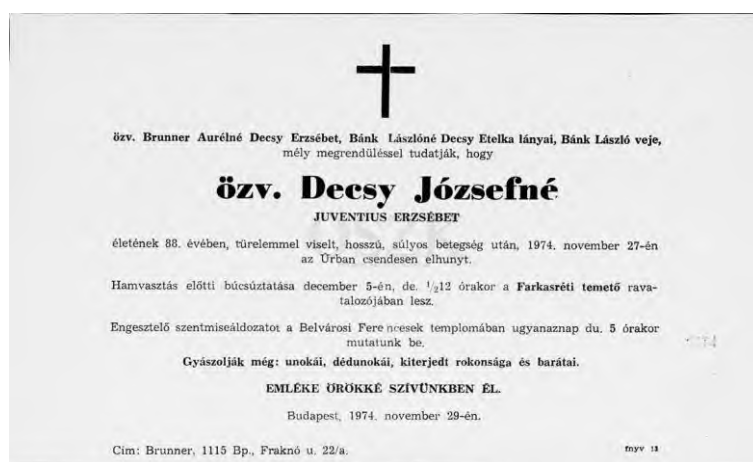 özv. Brunner Aurélné Decsy Erzsébet, Bánk Lászlóné Decsy Etelka lányai, Bánk László veje,
mély megrendüléssel tudatják, hogy
özv. Decsy Józsefné
JUVENTIUS ERZSÉBET
életének 88. évében, türelemmel viselt, hosszú, súlyos betegség után, 1974. november 27-én
az Úrban csendesen elhunyt.
Hamvasztás előtti búcsúztatása december 5-én, de. 1/2 12 órakor a Farkasréti temető rava-
talozójában lesz.
Engesztelő szentmiseáldozatot a Belvárosi Ferencesek templomában ugyanaznap du. 5 órakor
mutatunk be.
Gyászolják még: unokái, dédunokái, kiterjedt rokonsága és barátai.
EMLÉKE ÖRÖKKÉ SZÍVÜNKBEN ÉL.
Budapest, 1974. november 29-én.
Cím: Brunner, 1115 Bp., Fraknó u. 22/a.
fnyv 13